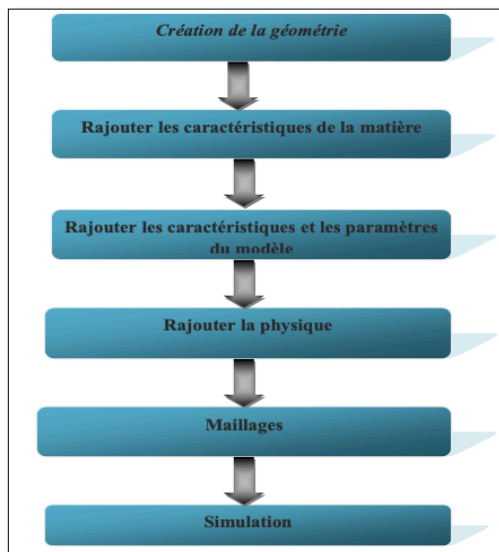 Création de la géométrie
Rajouter les caractéristiques de la matière
Rajouter les caractéristiques et les paramètres
du modèle
Rajouter la physique
Maillages
Simulation